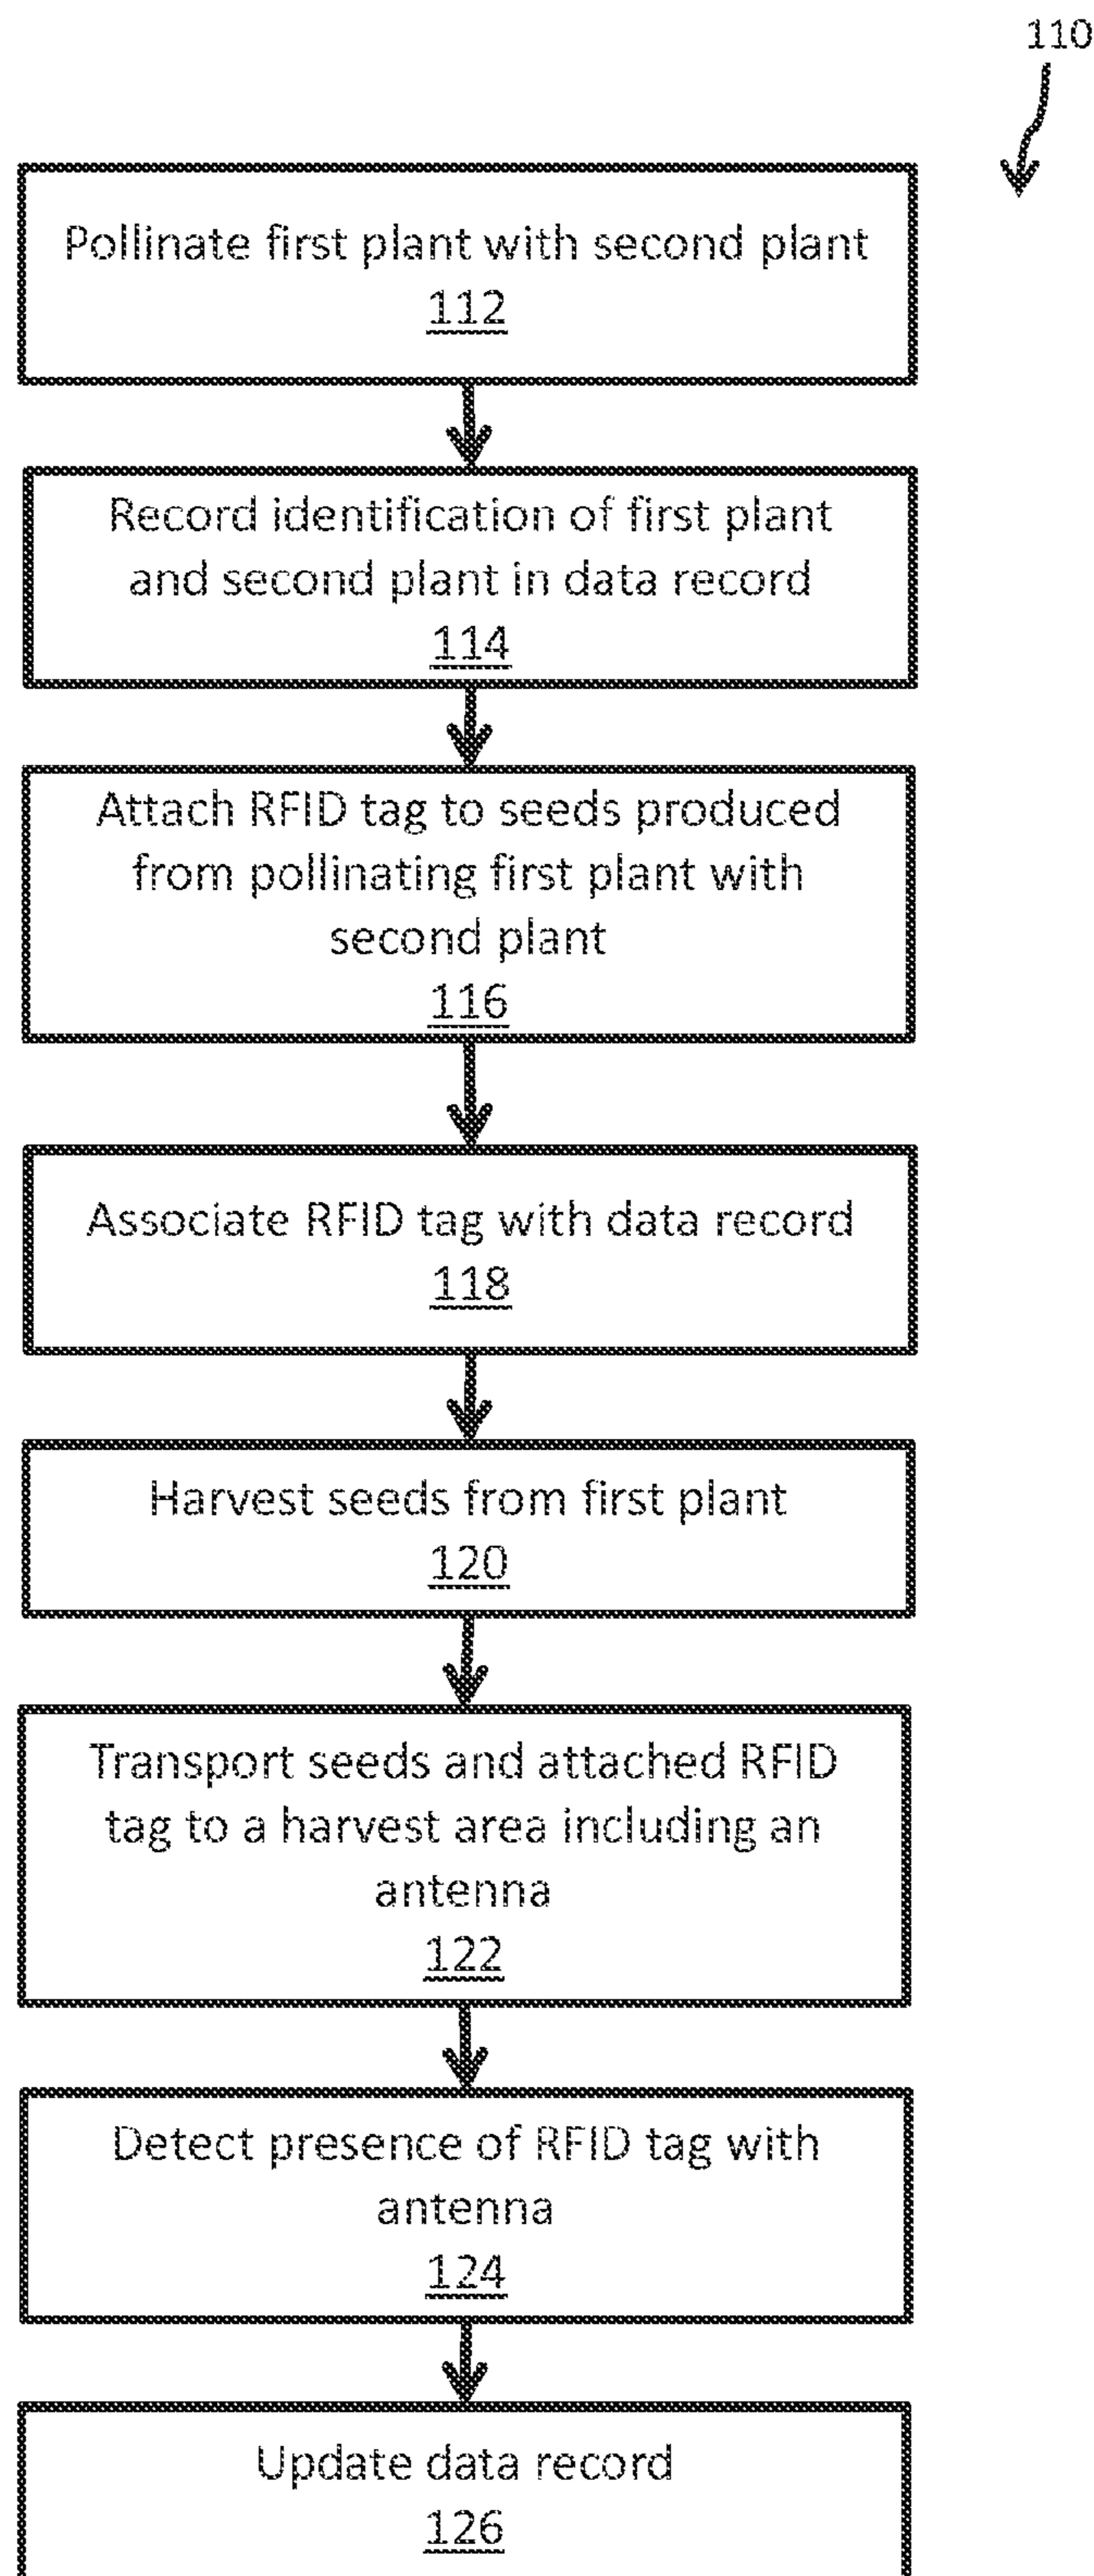 110
Pollinate first plant with second plant
112
Record identification of first plant
and second plant in data record
114
Attach RFID tag to seeds produced
from pollinating first plant with
second plant
116
Associate RFID tag with data record
118
Harvest seeds from first plant
120
Transport seeds and attached RFID
tag to a harvest area including an
antenna
122
Detect presence of RFID tag with
antenna
124
Update data record
126